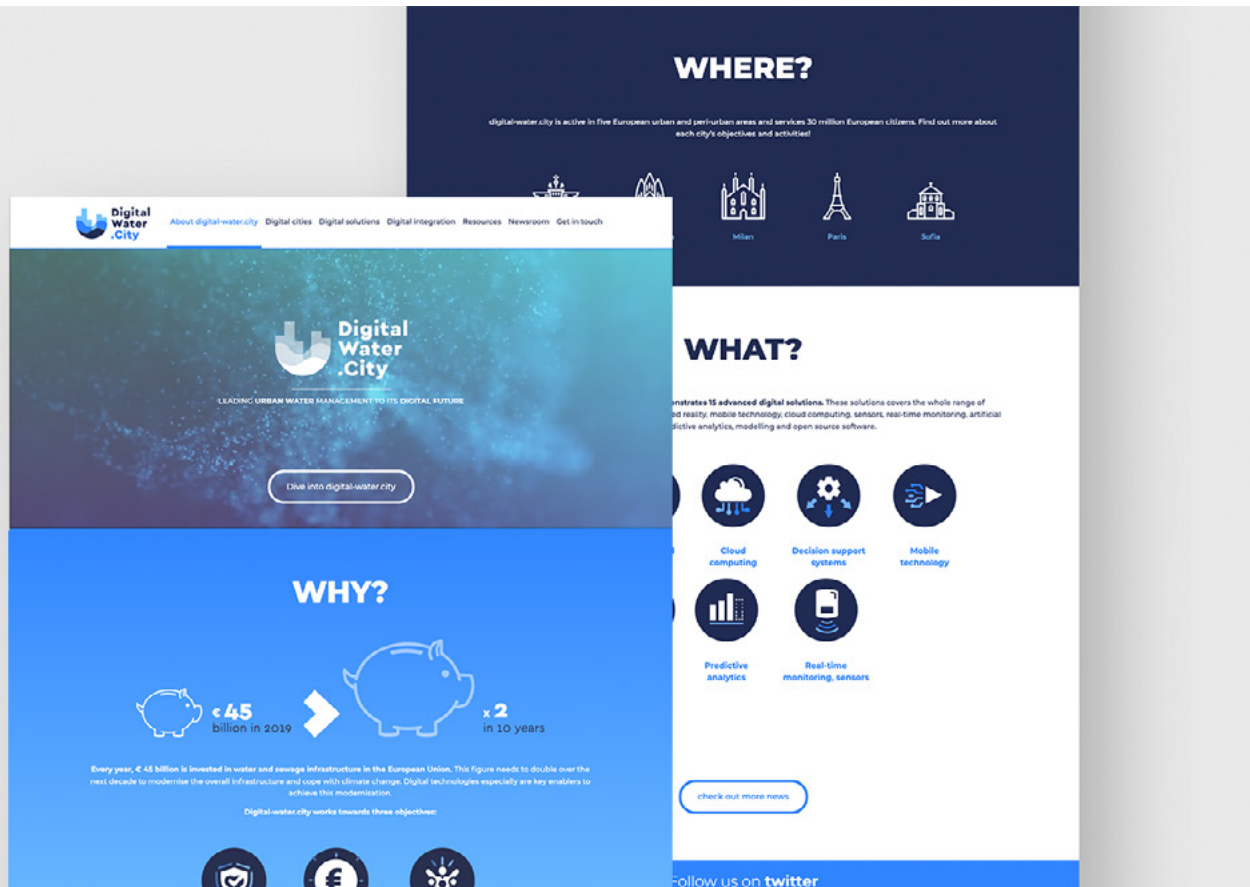 WHERE?
digital-water.city is active in five European urban and peri-urban areas and services 30 million European citizens. Find out more about
each city's objectives and activities!
Milan
Paris
Sofia
Digital
Water
.City
About digital-water.city
Digital cities
Digital solutions
Digital integration
Resources
Newsroom
Get in touch
Digital
Water
.City
LEADING URBAN WATER MANAGEMENT TO ITS DIGITAL FUTURE
Dive into digital-water.city
WHY?
€ 45
billion in 2019
x 2
in 10 years
Every year, € 45 billion is invested in water and sewage infrastructure in the European Union. This figure needs to double over the
next decade to modernise the overall infrastructure and cope with climate change. Digital technologies especially are key enablers to
achieve this modernisation.
Digital-water.city works towards three objectives:
€
WHAT?
15 advanced digital solutions. These solutions covers the whole range of
reality, mobile technology, cloud computing, sensors, real-time monitoring, artificial
analytics, modelling and open source software.
Cloud
computing
Decision support
systems
Mobile
technology
Predictive
analytics
Real-time
monitoring, sensors
check out more news
Follow us on twitter